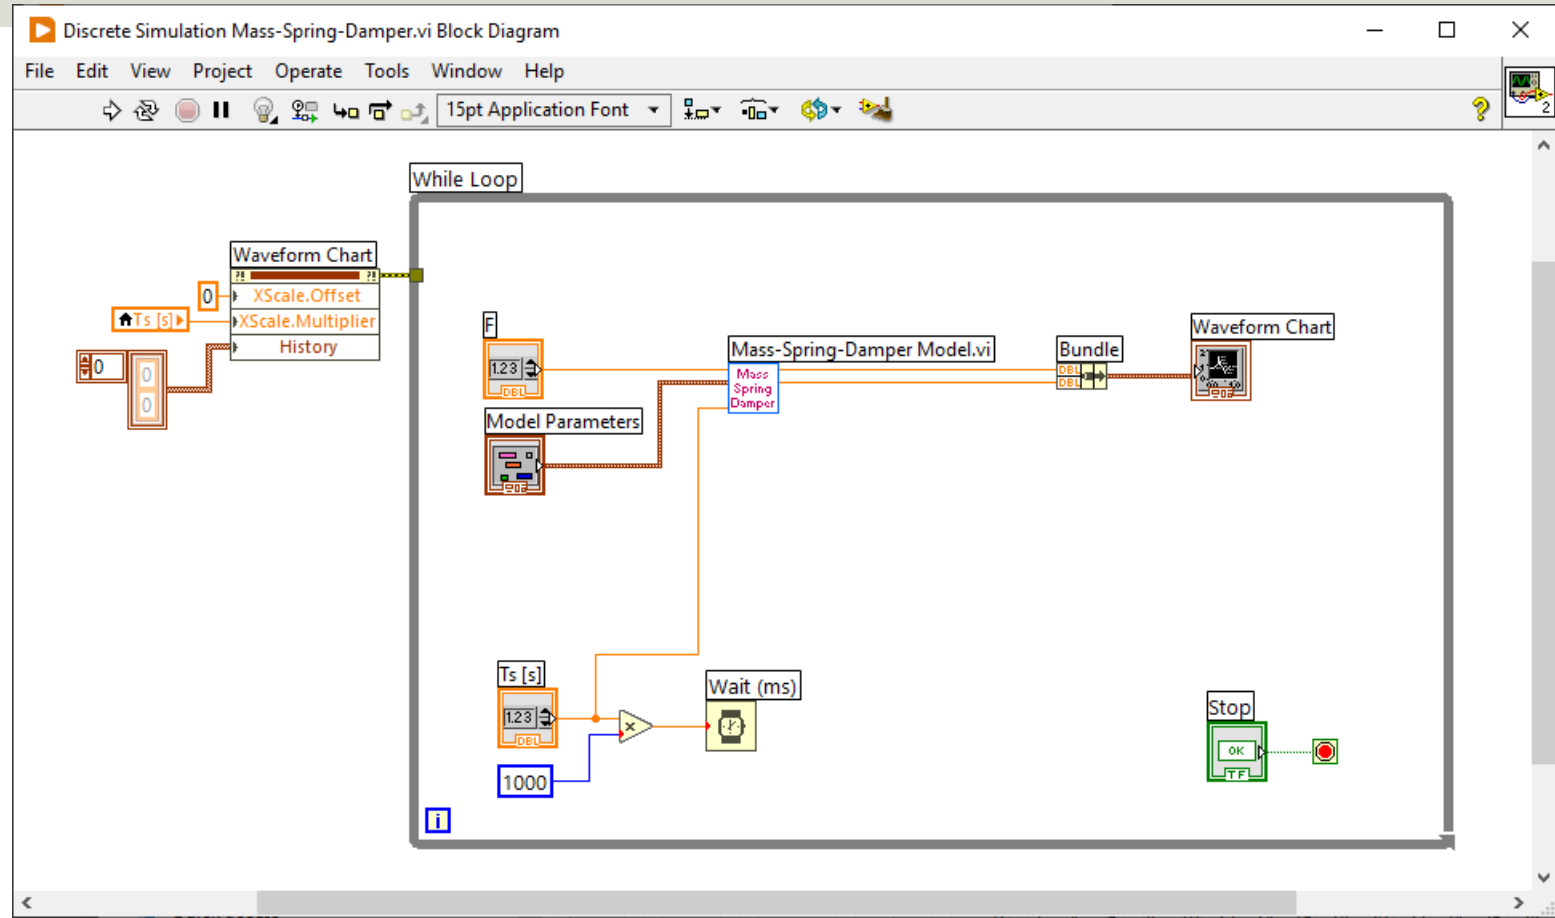 Discrete Simulation Mass-Spring-Damper.vi Block Diagram
File Edit View Project Operate Tools Window Help
15pt Application Font
2
While Loop
Waveform Chart
?! ?!
0 XScale.Offset
Ts [s] XScale.Multiplier
History
0
0
0
F
1.23
DBL
Model Parameters
Mass-Spring-Damper Model.vi
Mass
Spring
Damper
Bundle
DBL
DBL
Waveform Chart
Ts [s]
1.23
DBL
×
1000
Wait (ms)
Stop
OK
TF
i